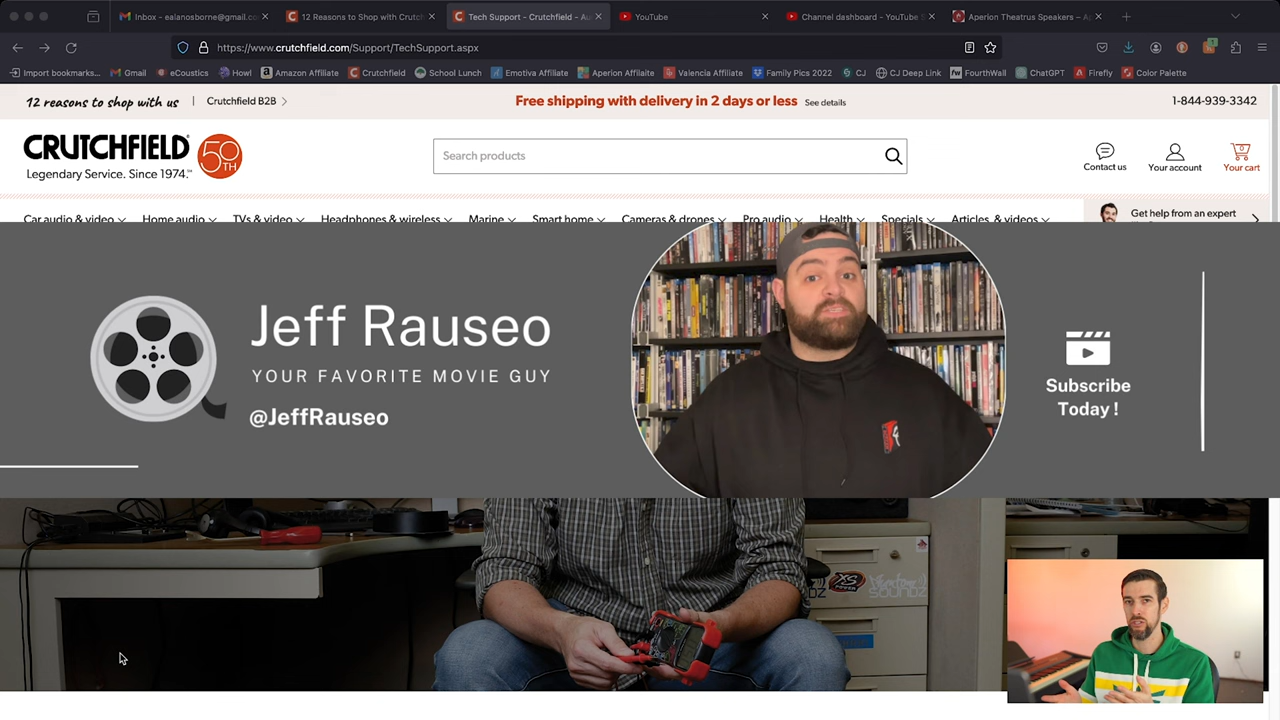 Inbox - ealanosborne@gmail.co
12 Reasons to Shop with Crutch
Tech Support - Crutchfield - Au
YouTube
Channel dashboard - YouTube S
Aperion Theatrus Speakers – Ap
https://www.crutchfield.com/Support/TechSupport.aspx
Import bookmarks...
Gmail
eCoustics
Howl
Amazon Affiliate
Crutchfield
School Lunch
Emotiva Affiliate
Aperion Affilaite
Valencia Affiliate
Family Pics 2022
CJ
CJ Deep Link
FourthWall
ChatGPT
Firefly
Color Palette
12 reasons to shop with us
Crutchfield B2B
Free shipping with delivery in 2 days or less See details
1-844-939-3342
CRUTCHFIELD
50TH
Legendary Service. Since 1974.
Search products
Contact us
Your account
0
Your cart
Car audio & video
Home audio
TVs & video
Headphones & wireless
Marine
Smart home
Cameras & drones
Pro audio
Health
Specials
Articles & videos
Get help from an expert
Jeff Rauseo
YOUR FAVORITE MOVIE GUY
@JeffRauseo
Subscribe
Today !
XS
POWER